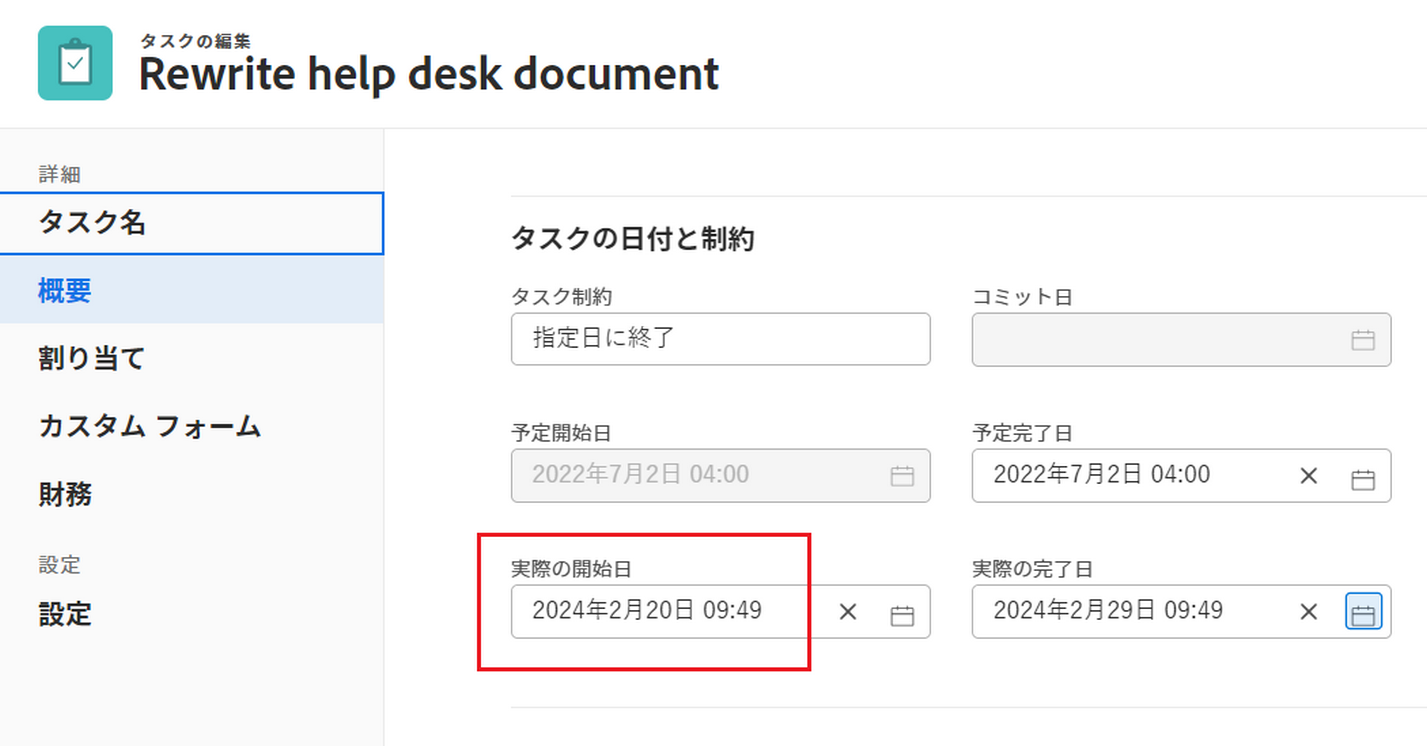 タスクの編集
Rewrite help desk document
詳細
タスク名
概要
割り当て
カスタム フォーム
財務
設定
設定
タスクの日付と制約
タスク制約
コミット日
指定日に終了
予定開始日
予定完了日
2022年7月2日 04:00
2022年7月2日 04:00
実際の開始日
実際の完了日
2024年2月20日 09:49
2024年2月29日 09:49